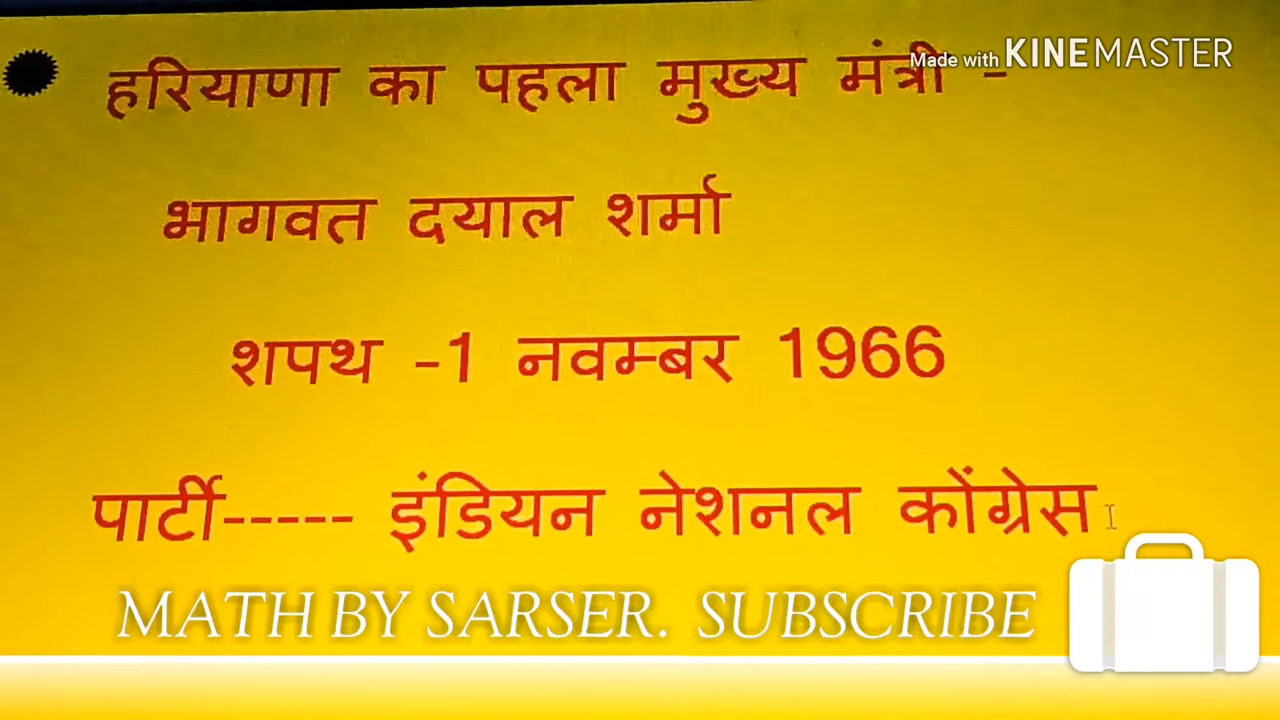 Made with KINEMASTER
हरियाणा का पहला मुख्य मंत्री -
भागवत दयाल शर्मा
शपथ -1 नवम्बर 1966
पार्टी----- इंडियन नेशनल कोंग्रेस
MATH BY SARSER. SUBSCRIBE